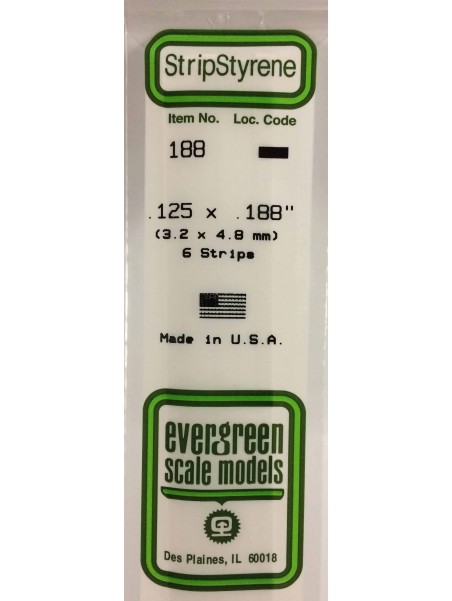 StripStyrene
Item No. Loc. Code
188
.125 x .188"
(3.2 x 4.8 mm)
6 Strips
Made in U.S.A.
evergreen
scale models
Des Plaines, IL 60018